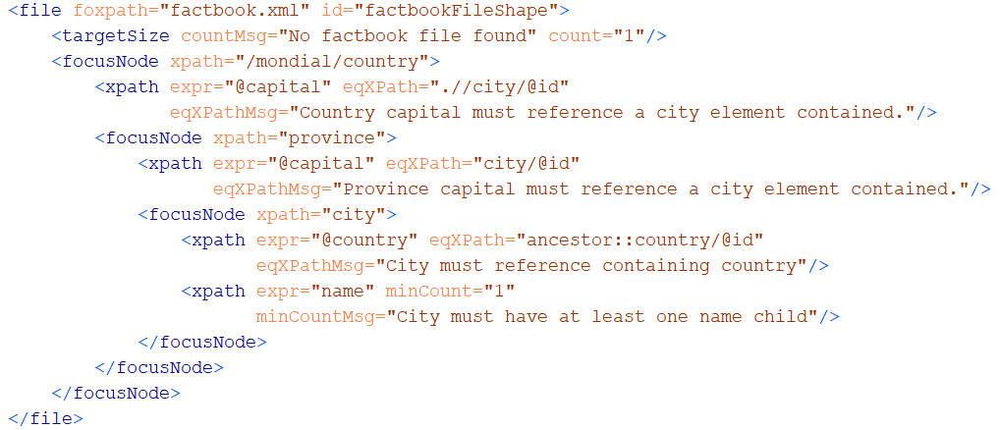 <file foxpath="factbook.xml" id="factbookFileShape">
    <targetSize countMsg="No factbook file found" count="1"/>
    <focusNode xpath="/mondial/country">
        <xpath expr="@capital" eqXPath=".//city/@id"
               eqXPathMsg="Country capital must reference a city element contained."/>
        <focusNode xpath="province">
            <xpath expr="@capital" eqXPath="city/@id"
                   eqXPathMsg="Province capital must reference a city element contained."/>
            <focusNode xpath="city">
                <xpath expr="@country" eqXPath="ancestor::country/@id"
                       eqXPathMsg="City must reference containing country"/>
                <xpath expr="name" minCount="1"
                       minCountMsg="City must have at least one name child"/>
            </focusNode>
        </focusNode>
    </focusNode>
</file>